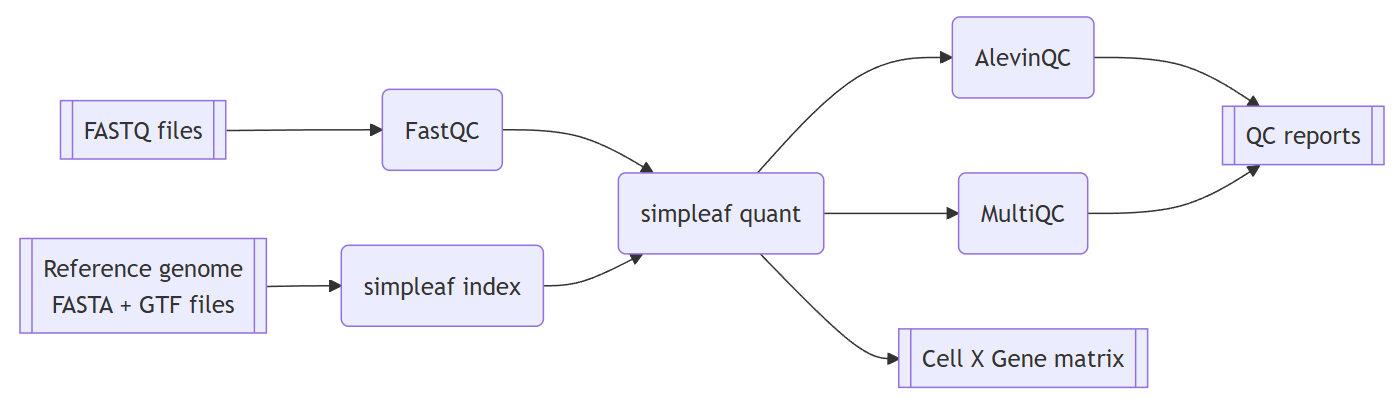 FASTQ files
FastQC
Reference genome
FASTA + GTF files
simpleaf index
simpleaf quant
AlevinQC
MultiQC
QC reports
Cell X Gene matrix